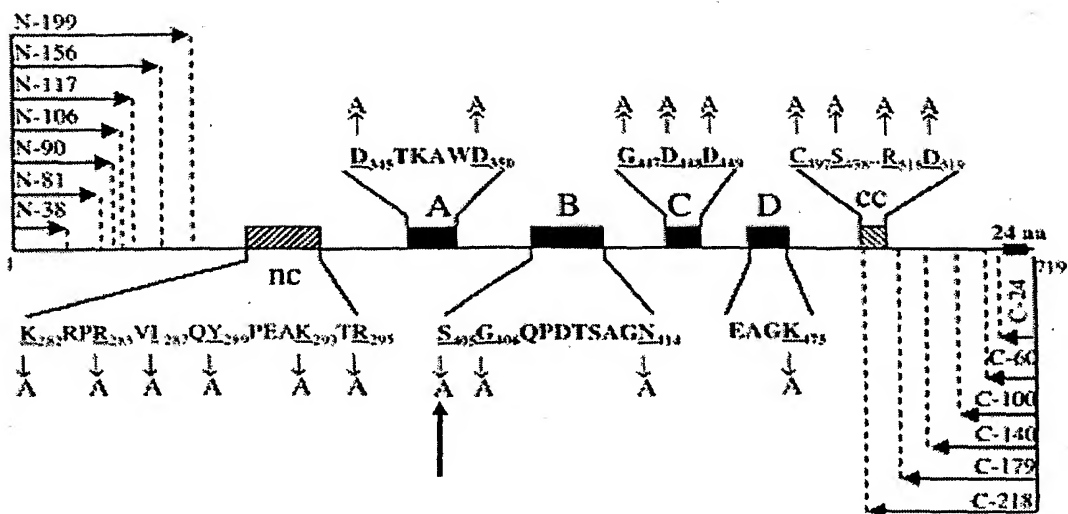 N-199
N-156
N-117
N-106
N-90
N-81
N-38
A A A A A A A A A
D345TKAWD350 G447D448D449 C497S498--R518D519
A B C D CC
24 aa
1 719
nc
K282RPR285VI287QY289PEAK293TR295 S405G406QPDTSAGN414 EAGK475
A A A A A A A A A A
C-24
C-60
C-100
C-140
C-179
C-218